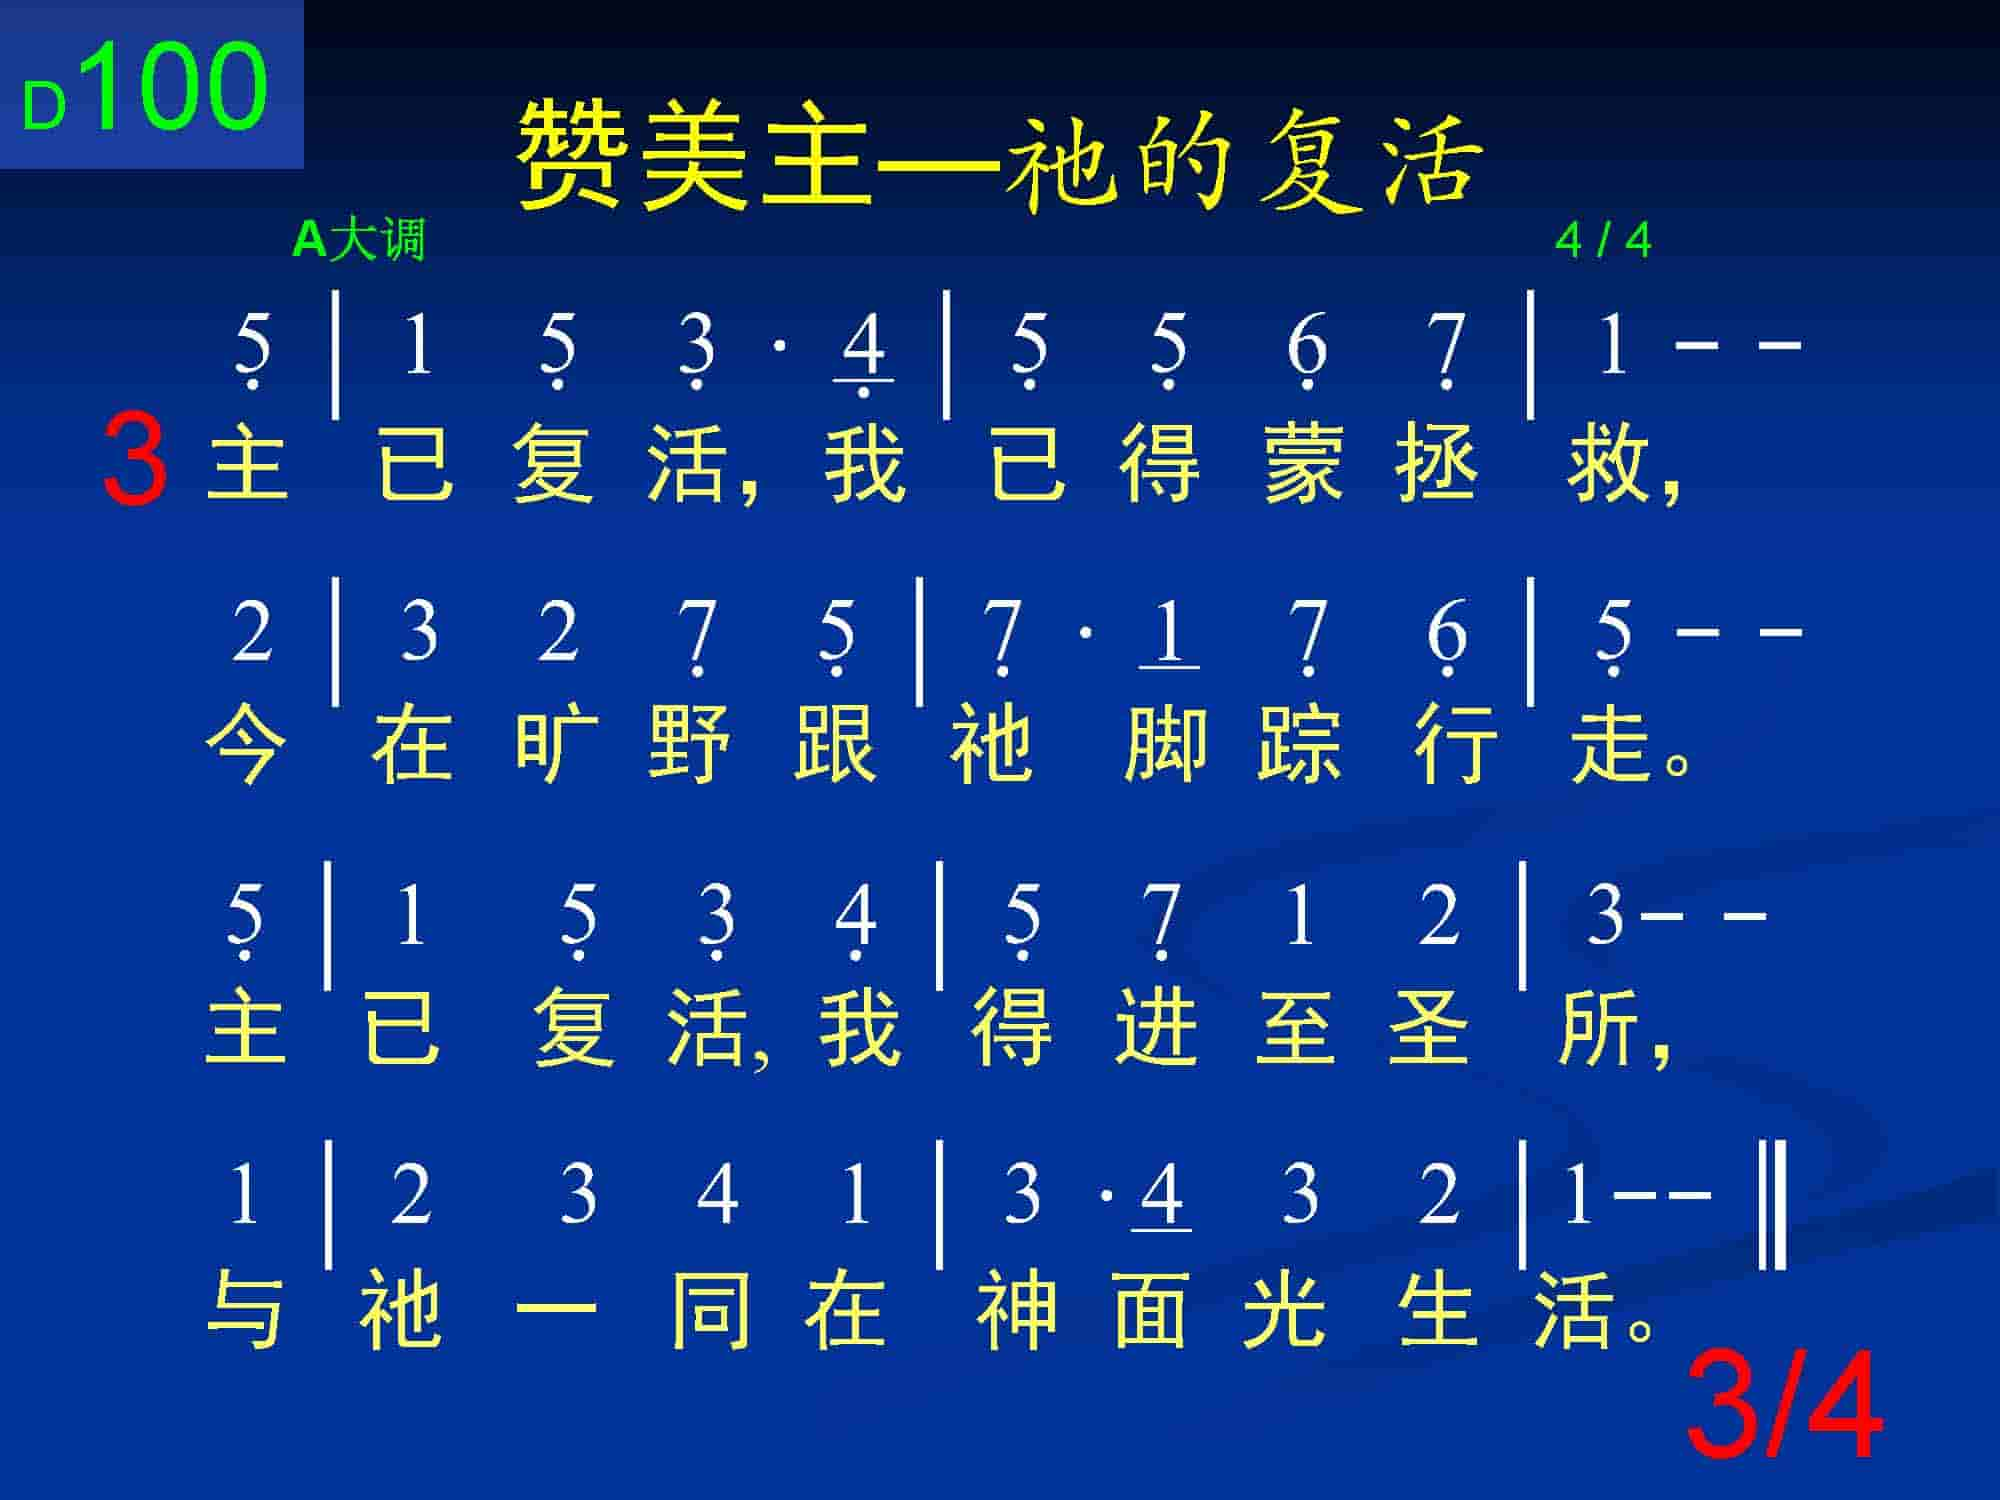 D100
赞美主—祂的复活
A大调 4 / 4
5̣ | 1 5̣ 3̣ · 4̣ | 5̣ 5̣ 6̣ 7̣ | 1 - -
3 主 已 复 活，我 已 得 蒙 拯 救，
2 | 3 2 7̣ 5̣ | 7̣ · 1 7̣ 6̣ | 5̣ - -
今 在 旷 野 跟 祂 脚 踪 行 走。
5̣ | 1 5̣ 3̣ 4̣ | 5̣ 7̣ 1 2 | 3 - -
主 已 复 活, 我 得 进 至 圣 所，
1 | 2 3 4 1 | 3 · 4 3 2 | 1 - - ‖
与 祂 一 同 在 神 面 光 生 活。
3/4